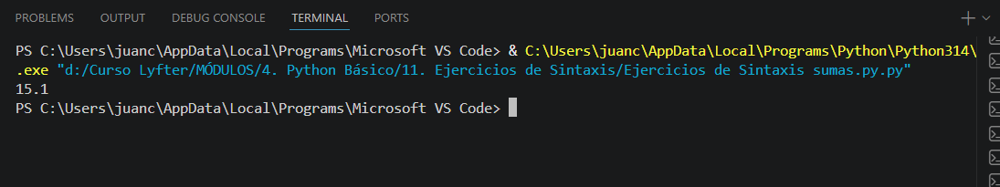 PROBLEMS OUTPUT DEBUG CONSOLE TERMINAL PORTS
PS C:\Users\juanc\AppData\Local\Programs\Microsoft VS Code> & C:\Users\juanc\AppData\Local\Programs\Python\Python314\
.exe "d:/Curso Lyfter/MÓDULOS/4. Python Básico/11. Ejercicios de Sintaxis/Ejercicios de Sintaxis sumas.py.py"
15.1
PS C:\Users\juanc\AppData\Local\Programs\Microsoft VS Code>